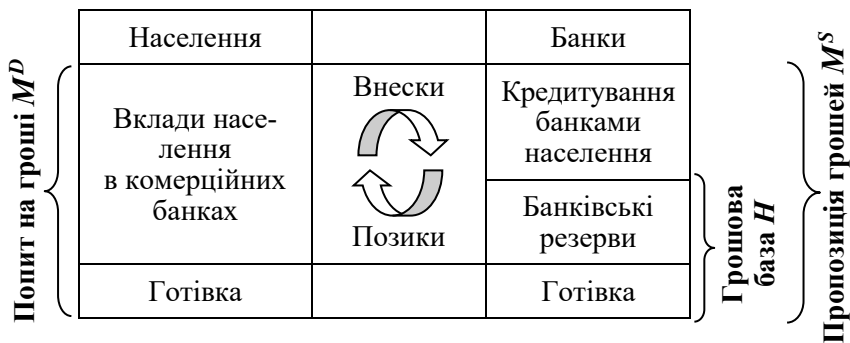 Попит на гроші M^D
Населення
Банки
Вклади насе-
лення
в комерційних
банках
Внески
Позики
Кредитування
банками
населення
Банківські
резерви
Готівка
Готівка
Грошова
база H
Пропозіція грошей M^S